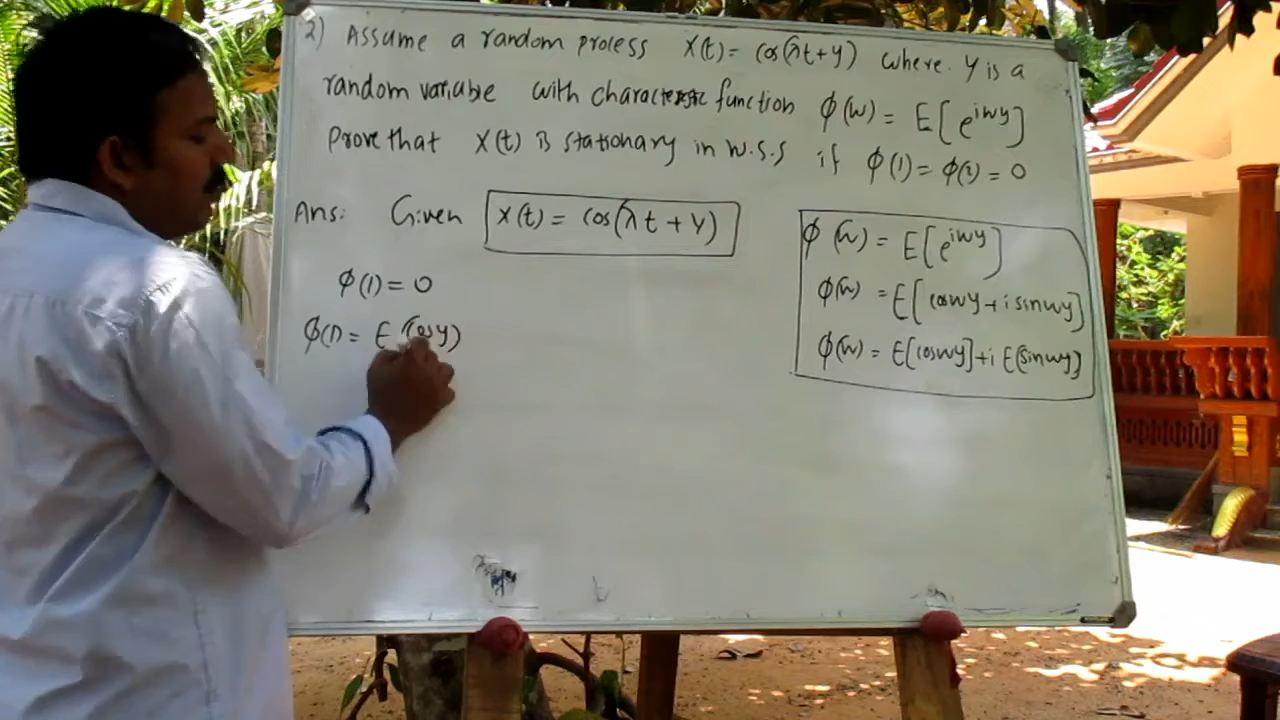 2) Assume a random process X(t) = cos(λt+y) where y is a
random variable with characteristic function φ(w) = E[e^{iwy}]
Prove that X(t) is stationary in w.s.s if φ(1) = φ(2) = 0
Ans: Given X(t) = cos(λt + y)
φ(1) = 0
φ(1) = E(cosy)
φ(w) = E[e^{iwy}]
φ(w) = E[coswy + i sinwy]
φ(w) = E[coswy] + i E(sinwy)